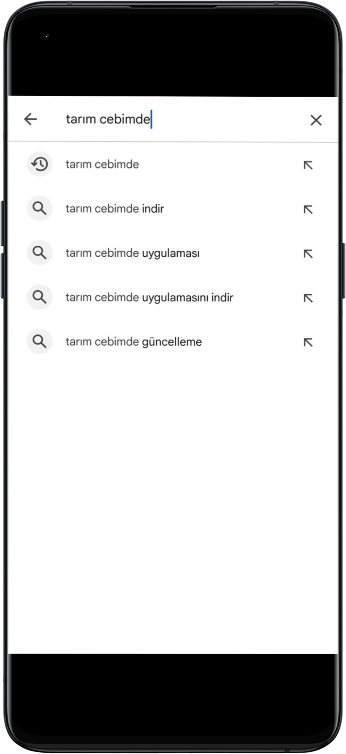 tarım cebimde
tarım cebimde
tarım cebimde indir
tarım cebimde uygulaması
tarım cebimde uygulamasını indir
tarım cebimde güncelleme